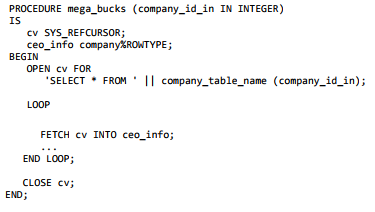 PROCEDURE mega_bucks (company_id_in IN INTEGER)
IS
cv SYS_REFCURSOR;
ceo_info company%ROWTYPE;
BEGIN
OPEN cv FOR
'SELECT * FROM ' || company_table_name (company_id_in);
LOOP
FETCH cv INTO ceo_info;
...
END LOOP;
CLOSE cv;
END;